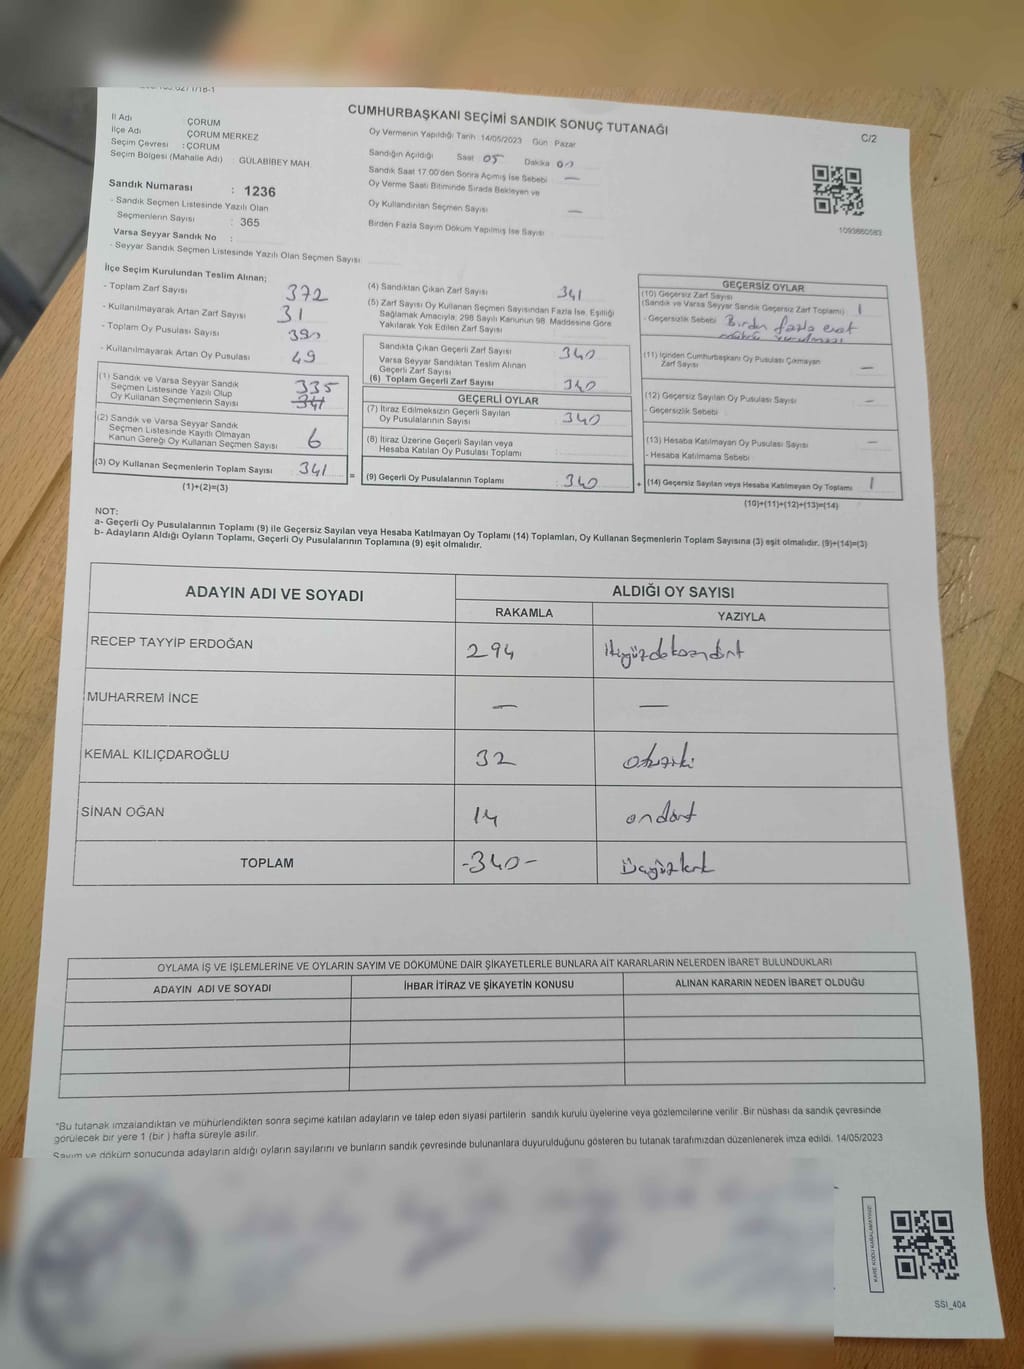 CUMHURBAŞKANI SEÇİMİ SANDIK SONUÇ TUTANAĞI
C/2
İl Adı ÇORUM
İlçe Adı ÇORUM MERKEZ
Seçim Çevresi : ÇORUM
Seçim Bölgesi (Mahalle Adı) : GÜLABİBEY MAH.
Oy Vermenin Yapıldığı Tarih 14/05/2023 Gün Pazar
Sandığın Açıldığı Saat 05 Dakika 00
Sandık Saat 17.00'den Sonra Açımış İse Sebebi —
Oy Verme Saati Bitiminde Sırada Bekleyen ve
Oy Kullandırılan Seçmen Sayısı —
Birden Fazla Sayım Döküm Yapılmış İse Sayısı
1093860583
Sandık Numarası : 1236
- Sandık Seçmen Listesinde Yazılı Olan
Seçmenlerin Sayısı : 365
Varsa Seyyar Sandık No :
- Seyyar Sandık Seçmen Listesinde Yazılı Olan Seçmen Sayısı
İlçe Seçim Kurulundan Teslim Alınan;
- Toplam Zarf Sayısı 372
- Kullanılmayarak Artan Zarf Sayısı 31
- Toplam Oy Pusulası Sayısı 390
- Kullanılmayarak Artan Oy Pusulası 49
(1) Sandık ve Varsa Seyyar Sandık
Seçmen Listesinde Yazılı Olup
Oy Kullanan Seçmenlerin Sayısı
335
341
(2) Sandık ve Varsa Seyyar Sandık
Seçmen Listesinde Kayıtlı Olmayan
Kanun Gereği Oy Kullanan Seçmen Sayısı 6
(3) Oy Kullanan Seçmenlerin Toplam Sayısı 341
(1)+(2)=(3)
=
(4) Sandıktan Çıkan Zarf Sayısı 341
(5) Zarf Sayısı Oy Kullanan Seçmen Sayısından Fazla İse, Eşitliği
Sağlamak Amacıyla; 298 Sayılı Kanunun 98. Maddesine Göre
Yakılarak Yok Edilen Zarf Sayısı
Sandıkta Çıkan Geçerli Zarf Sayısı 340
Varsa Seyyar Sandıktan Teslim Alınan
Geçerli Zarf Sayısı
(6) Toplam Geçerli Zarf Sayısı 340
GEÇERLİ OYLAR
(7) İtiraz Edilmeksizin Geçerli Sayılan
Oy Pusulalarının Sayısı 340
(8) İtiraz Üzerine Geçerli Sayılan veya
Hesaba Katılan Oy Pusulası Toplamı
(9) Geçerli Oy Pusulalarının Toplamı 340
+
GEÇERSİZ OYLAR
(10) Geçersiz Zarf Sayısı
(Sandık ve Varsa Seyyar Sandık Geçersiz Zarf Toplamı) 1
- Geçersizlik Sebebi Birden fazla evet
(11) İçinden Cumhurbaşkanı Oy Pusulası Çıkmayan
Zarf Sayısı —
(12) Geçersiz Sayılan Oy Pusulası Sayısı —
- Geçersizlik Sebebi
(13) Hesaba Katılmayan Oy Pusulası Sayısı —
- Hesaba Katılmama Sebebi
(14) Geçersiz Sayılan veya Hesaba Katılmayan Oy Toplamı 1
(10)+(11)+(12)+(13)=(14)
NOT:
a- Geçerli Oy Pusulalarının Toplamı (9) ile Geçersiz Sayılan veya Hesaba Katılmayan Oy Toplamı (14) Toplamları, Oy Kullanan Seçmenlerin Toplam Sayısına (3) eşit olmalıdır. (9)+(14)=(3)
b- Adayların Aldığı Oyların Toplamı, Geçerli Oy Pusulalarının Toplamına (9) eşit olmalıdır.
ADAYIN ADI VE SOYADI
ALDIĞI OY SAYISI
RAKAMLA YAZIYLA
RECEP TAYYİP ERDOĞAN 294 ikiyüzdoksandört
MUHARREM İNCE — —
KEMAL KILIÇDAROĞLU 32 otuziki
SİNAN OĞAN 14 ondört
TOPLAM -340- Üçyüzkırk
OYLAMA İŞ VE İŞLEMLERİNE VE OYLARIN SAYIM VE DÖKÜMÜNE DAİR ŞİKAYETLERLE BUNLARA AİT KARARLARIN NELERDEN İBARET BULUNDUKLARI
ADAYIN ADI VE SOYADI İHBAR İTİRAZ VE ŞİKAYETİN KONUSU ALINAN KARARIN NEDEN İBARET OLDUĞU
"Bu tutanak imzalandıktan ve mühürlendikten sonra seçime katılan adayların ve talep eden siyasi partilerin sandık kurulu üyelerine veya gözlemcilerine verilir .Bir nüshası da sandık çevresinde
görülecek bir yere 1 (bir ) hafta süreyle asılır.
Sayım ve döküm sonucunda adayların aldığı oyların sayılarını ve bunların sandık çevresinde bulunanlara duyurulduğunu gösteren bu tutanak tarafımızdan düzenlenerek imza edildi. 14/05/2023
KARE KODU KARALAMAYINIZ!
SSI_404